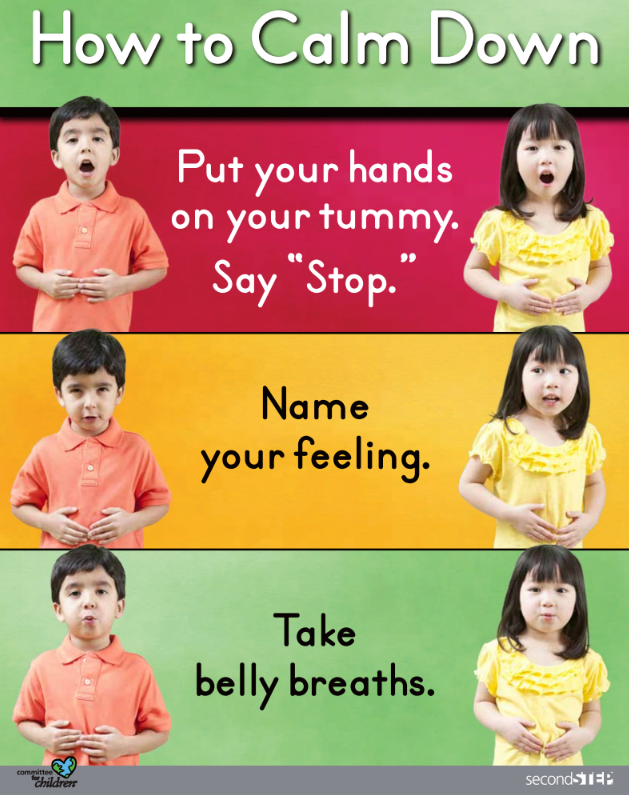 How to Calm Down
Put your hands
on your tummy.
Say “Stop.”
Name
your feeling.
Take
belly breaths.
committee
for
children
secondSTEP